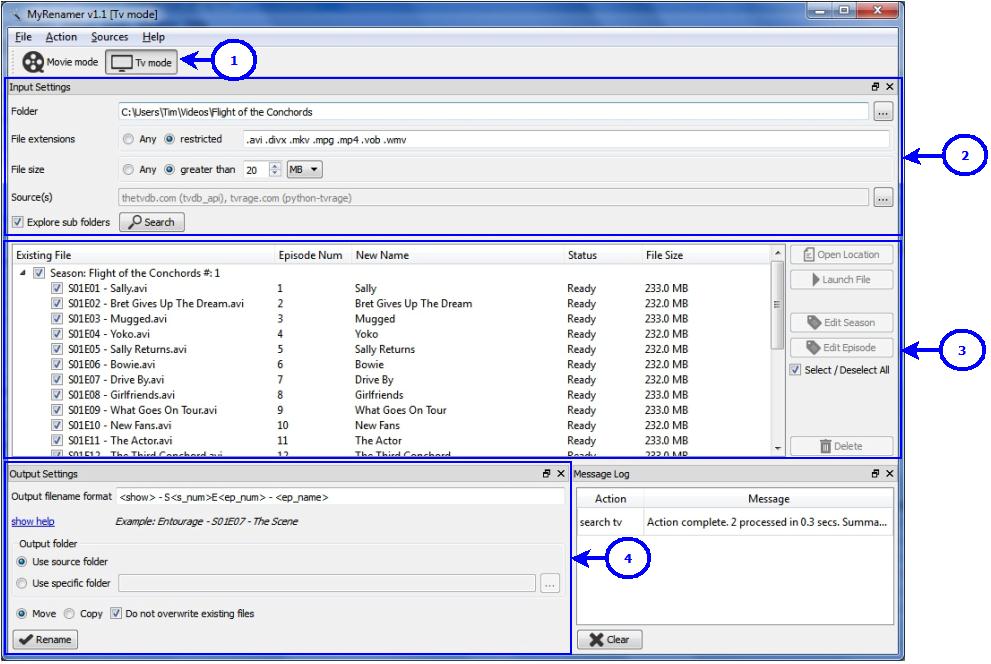 MyRenamer v1.1 [Tv mode]
File Action Sources Help
Movie mode Tv mode 1
Input Settings
Folder C:\Users\Tim\Videos\Flight of the Conchords ...
File extensions Any restricted .avi .divx .mkv .mpg .mp4 .vob .wmv
2
File size Any greater than 20 MB
Source(s) thetvdb.com (tvdb_api), tvrage.com (python-tvrage) ...
Explore sub folders Search
Existing File Episode Num New Name Status File Size Open Location
Season: Flight of the Conchords #: 1
Launch File
S01E01 - Sally.avi 1 Sally Ready 233.0 MB
S01E02 - Bret Gives Up The Dream.avi 2 Bret Gives Up The Dream Ready 233.0 MB
S01E03 - Mugged.avi 3 Mugged Ready 233.0 MB
Edit Season
S01E04 - Yoko.avi 4 Yoko Ready 232.0 MB
S01E05 - Sally Returns.avi 5 Sally Returns Ready 232.0 MB
Edit Episode
3
S01E06 - Bowie.avi 6 Bowie Ready 232.0 MB
Select / Deselect All
S01E07 - Drive By.avi 7 Drive By Ready 232.0 MB
S01E08 - Girlfriends.avi 8 Girlfriends Ready 233.0 MB
S01E09 - What Goes On Tour.avi 9 What Goes On Tour Ready 233.0 MB
S01E10 - New Fans.avi 10 New Fans Ready 232.0 MB
S01E11 - The Actor.avi 11 The Actor Ready 233.0 MB
Delete
S01E12 - The Third Conchord.avi 12 The Third Conchord Ready 233.0 MB
Output Settings
Output filename format <show> - S<s_num>E<ep_num> - <ep_name>
show help Example: Entourage - S01E07 - The Scene
Output folder
Use source folder
4
Use specific folder ...
Move Copy Do not overwrite existing files
Rename
Message Log
Action Message
search tv Action complete. 2 processed in 0.3 secs. Summa...
Clear